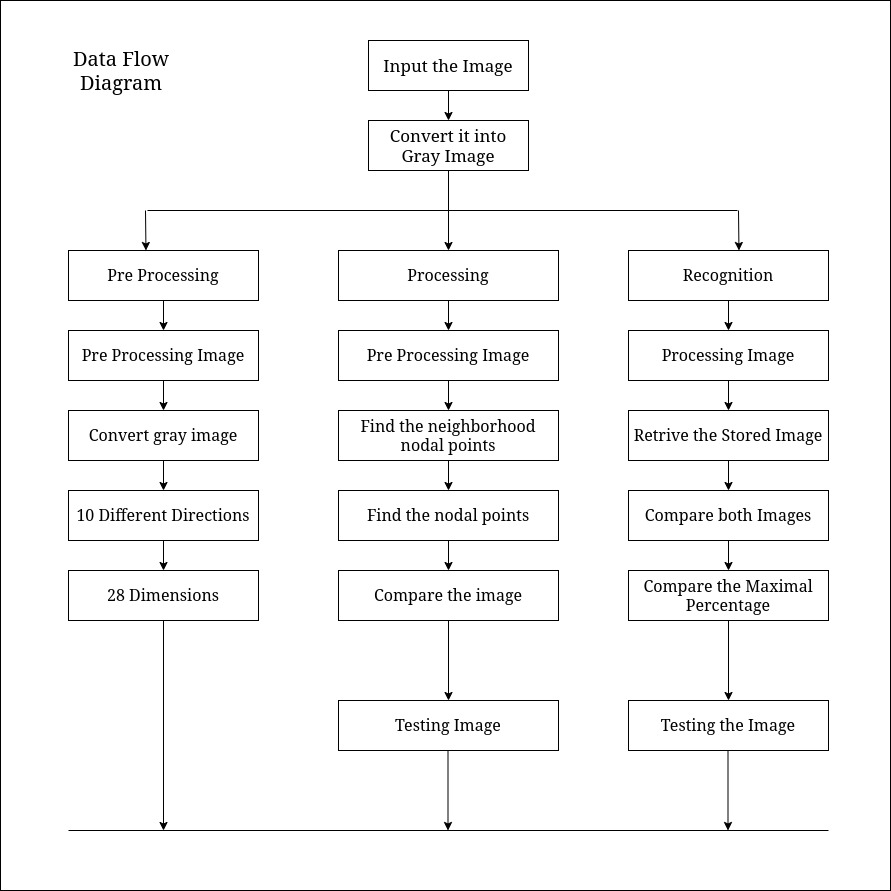 Data Flow
Diagram
Input the Image
Convert it into
Gray Image
Pre Processing
Pre Processing Image
Convert gray image
10 Different Directions
28 Dimensions
Processing
Pre Processing Image
Find the neighborhood
nodal points
Find the nodal points
Compare the image
Testing Image
Recognition
Processing Image
Retrive the Stored Image
Compare both Images
Compare the Maximal
Percentage
Testing the Image